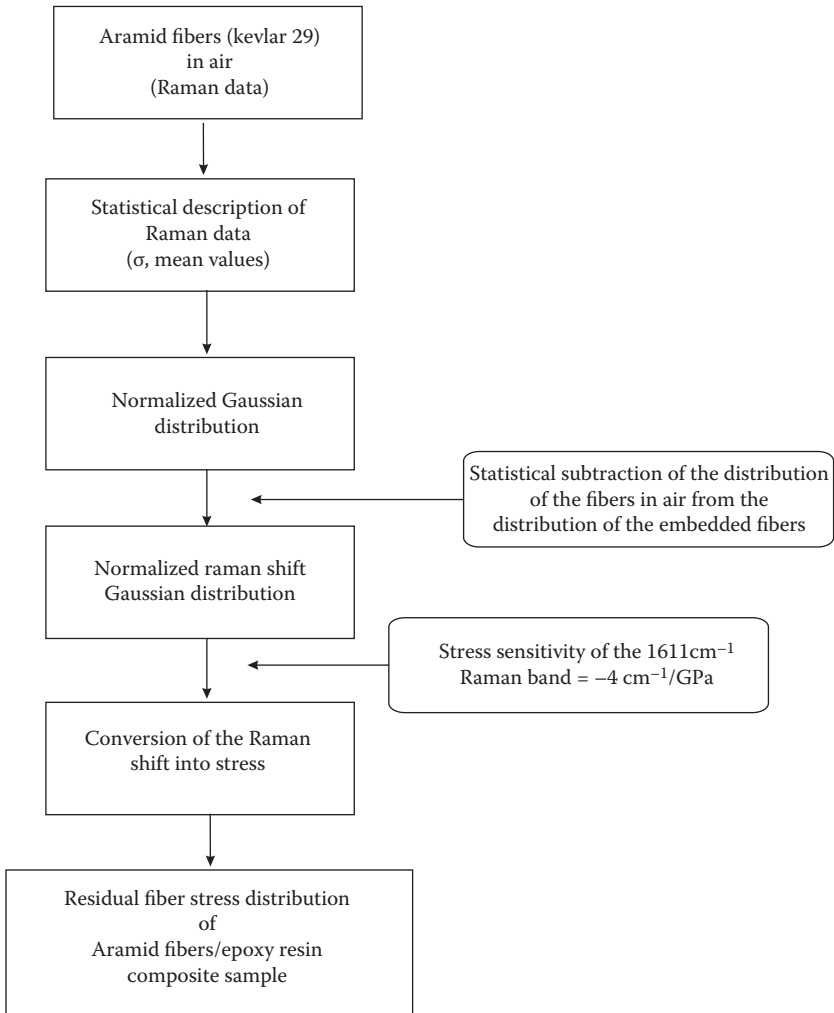 Aramid fibers (kevlar 29)
in air
(Raman data)
Statistical description of
Raman data
(σ, mean values)
Normalized Gaussian
distribution
Statistical subtraction of the distribution
of the fibers in air from the
distribution of the embedded fibers
Normalized raman shift
Gaussian distribution
Stress sensitivity of the 1611cm⁻¹
Raman band = –4 cm⁻¹/GPa
Conversion of the Raman
shift into stress
Residual fiber stress distribution
of
Aramid fibers/epoxy resin
composite sample